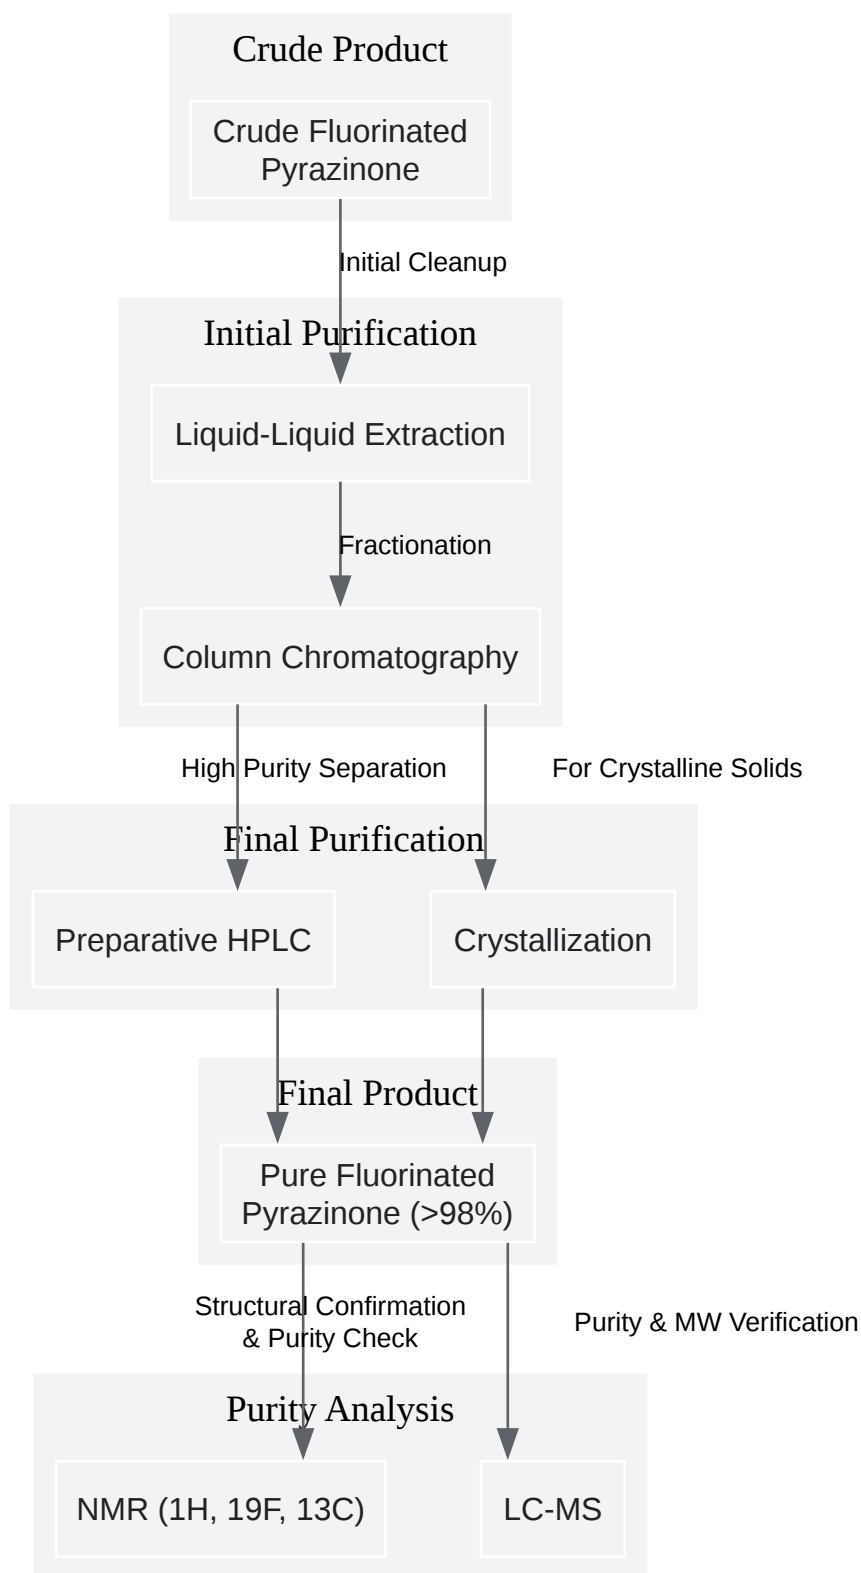 Crude Product
Crude Fluorinated
Pyrazinone
Initial Cleanup
Initial Purification
Liquid-Liquid Extraction
Fractionation
Column Chromatography
High Purity Separation
For Crystalline Solids
Final Purification
Preparative HPLC
Crystallization
Final Product
Pure Fluorinated
Pyrazinone (>98%)
Structural Confirmation
& Purity Check
Purity & MW Verification
Purity Analysis
NMR (1H, 19F, 13C)
LC-MS